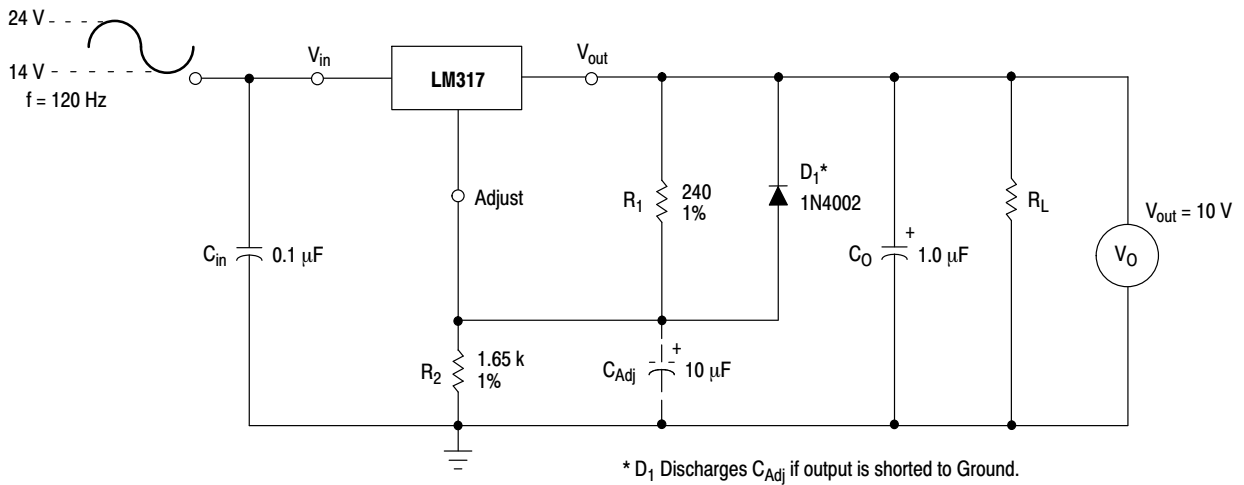 24 V
14 V
f = 120 Hz
V_in
LM317
V_out
Adjust
C_in
0.1 μF
R_1
240
1%
D_1*
1N4002
C_O
+
1.0 μF
R_L
V_out = 10 V
V_O
R_2
1.65 k
1%
C_Adj
+
10 μF
* D_1 Discharges C_Adj if output is shorted to Ground.